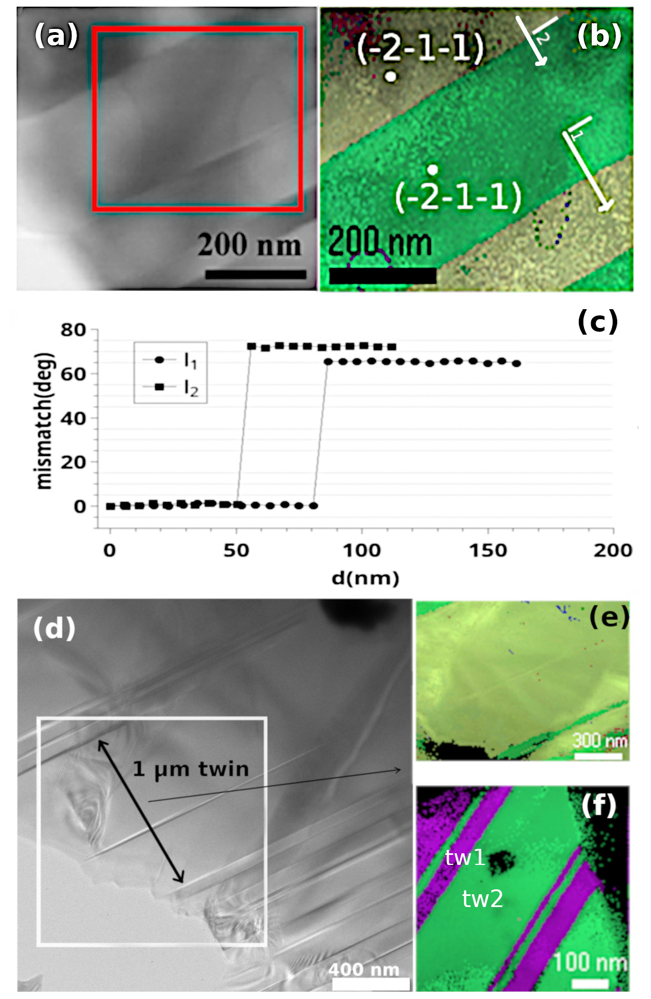 (a)
200 nm
(b)
(-2-1-1)
2
1
(-2-1-1)
200 nm
(c)
80
60
40
20
0
mismatch(deg)
l1
l2
0 50 100 150 200
d(nm)
(d)
1 µm twin
400 nm
(e)
300 nm
(f)
tw1
tw2
100 nm